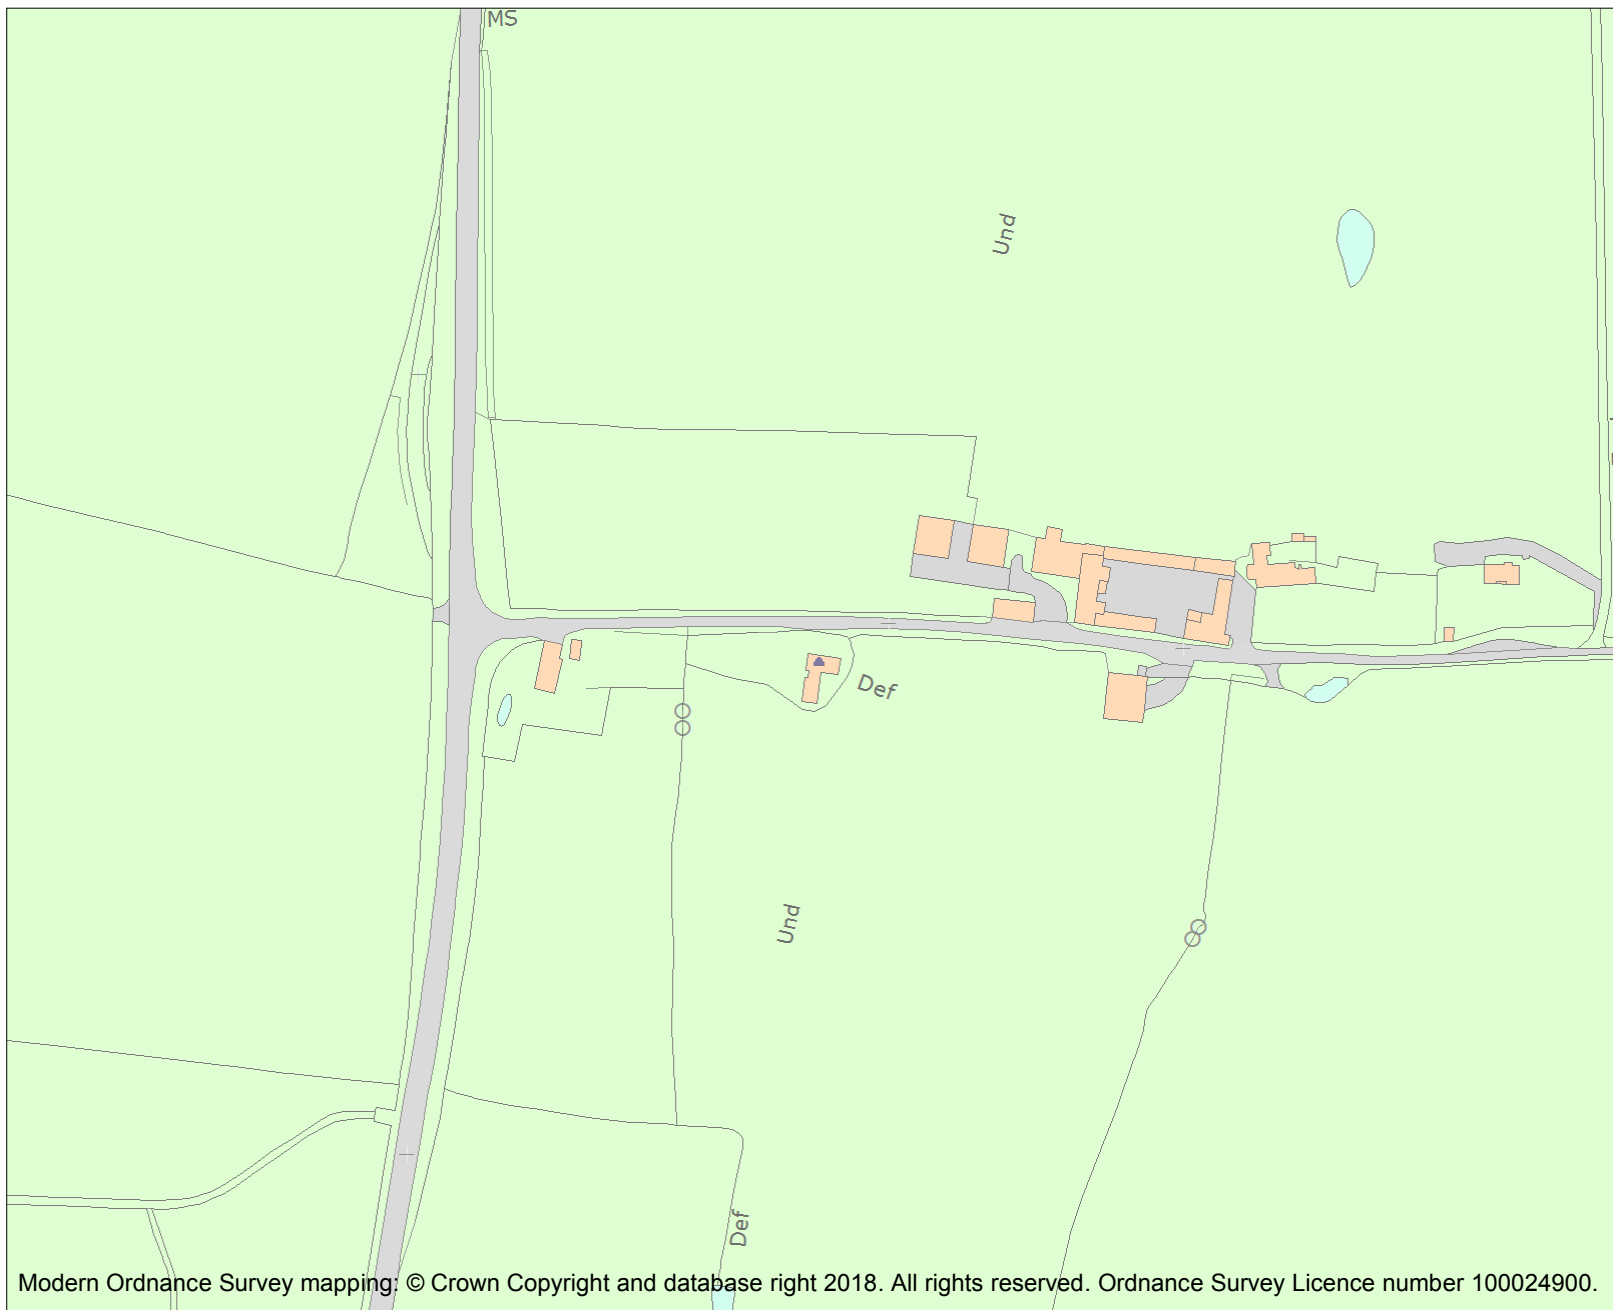 MS
Und
Def
Und
Def
Modern Ordnance Survey mapping: © Crown Copyright and database right 2018. All rights reserved. Ordnance Survey Licence number 100024900.